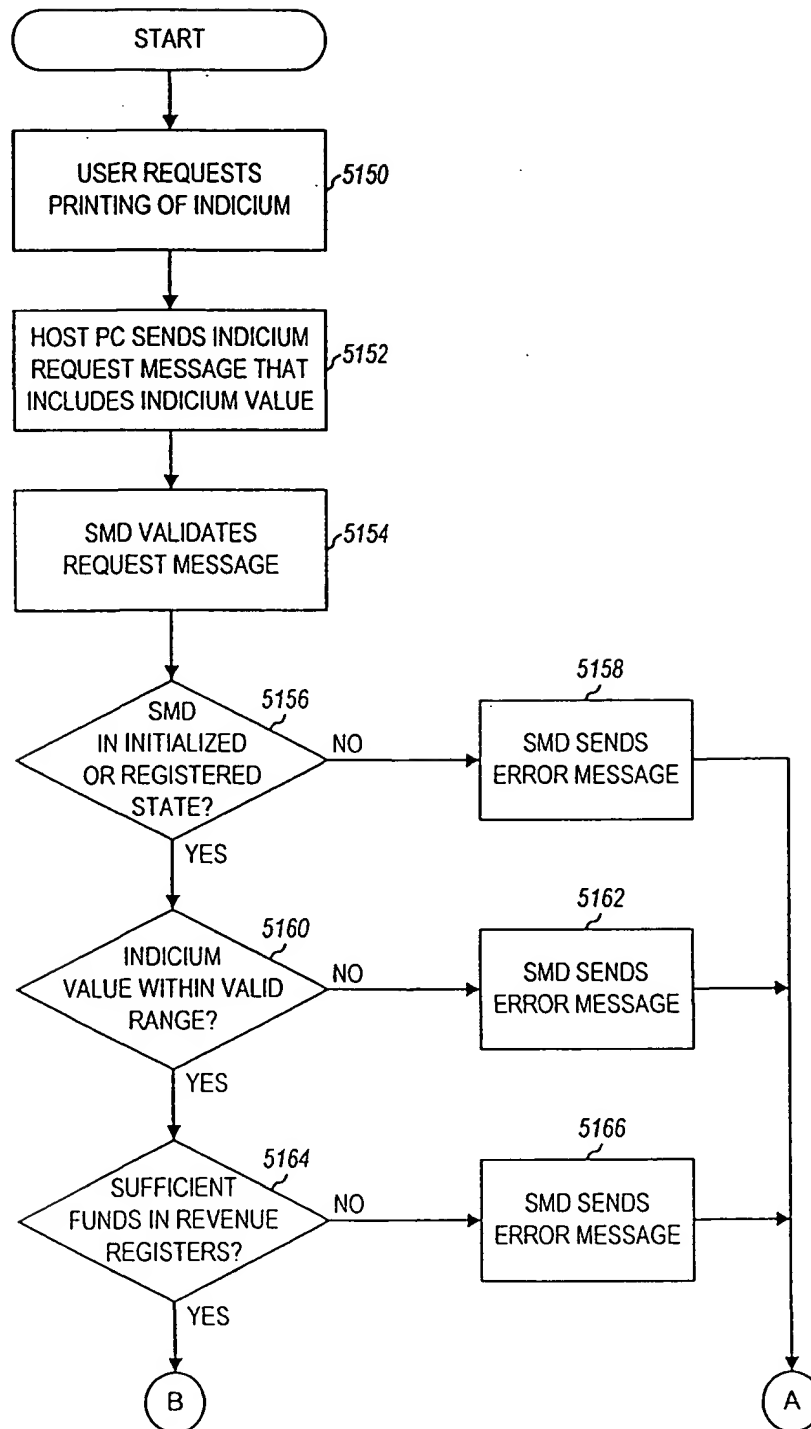 START
USER REQUESTS
PRINTING OF INDICIUM
5150
HOST PC SENDS INDICIUM
REQUEST MESSAGE THAT
INCLUDES INDICIUM VALUE
5152
SMD VALIDATES
REQUEST MESSAGE
5154
SMD
IN INITIALIZED
OR REGISTERED
STATE?
5156
NO
YES
5158
SMD SENDS
ERROR MESSAGE
INDICIUM
VALUE WITHIN VALID
RANGE?
5160
NO
YES
5162
SMD SENDS
ERROR MESSAGE
SUFFICIENT
FUNDS IN REVENUE
REGISTERS?
5164
NO
YES
5166
SMD SENDS
ERROR MESSAGE
B
A